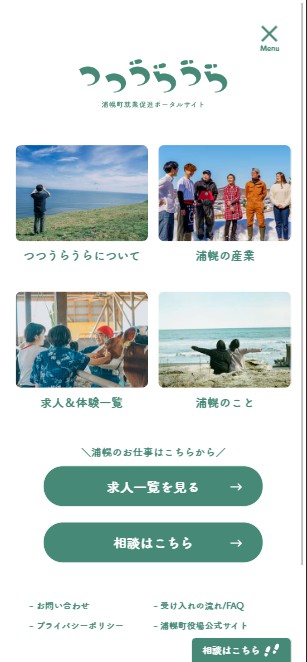 Menu
つつうらうら
浦幌町就業促進ポータルサイト
つつうらうらについて
浦幌の産業
求人&体験一覧
浦幌のこと
＼浦幌のお仕事はこちらから／
求人一覧を見る →
相談はこちら →
- お問い合わせ
- 受け入れの流れ/FAQ
- プライバシーポリシー
- 浦幌町役場公式サイト
相談はこちら